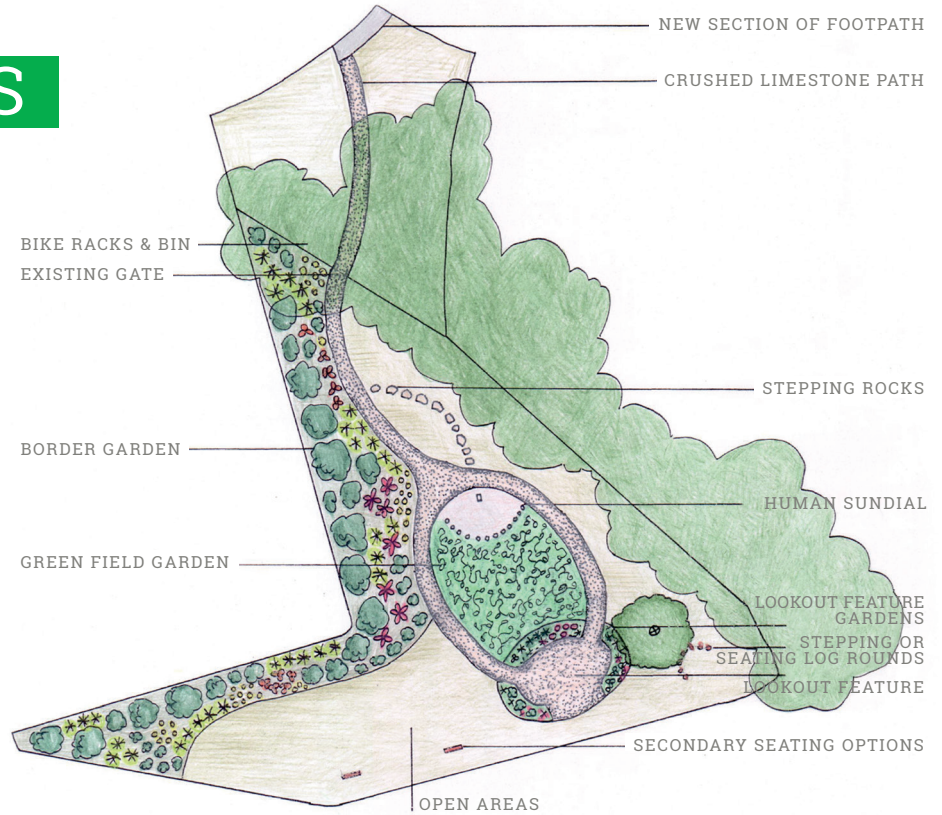 S
NEW SECTION OF FOOTPATH
CRUSHED LIMESTONE PATH
BIKE RACKS & BIN
EXISTING GATE
STEPPING ROCKS
BORDER GARDEN
HUMAN SUNDIAL
GREEN FIELD GARDEN
LOOKOUT FEATURE
GARDENS
STEPPING OR
SEATING LOG ROUNDS
LOOKOUT FEATURE
SECONDARY SEATING OPTIONS
OPEN AREAS